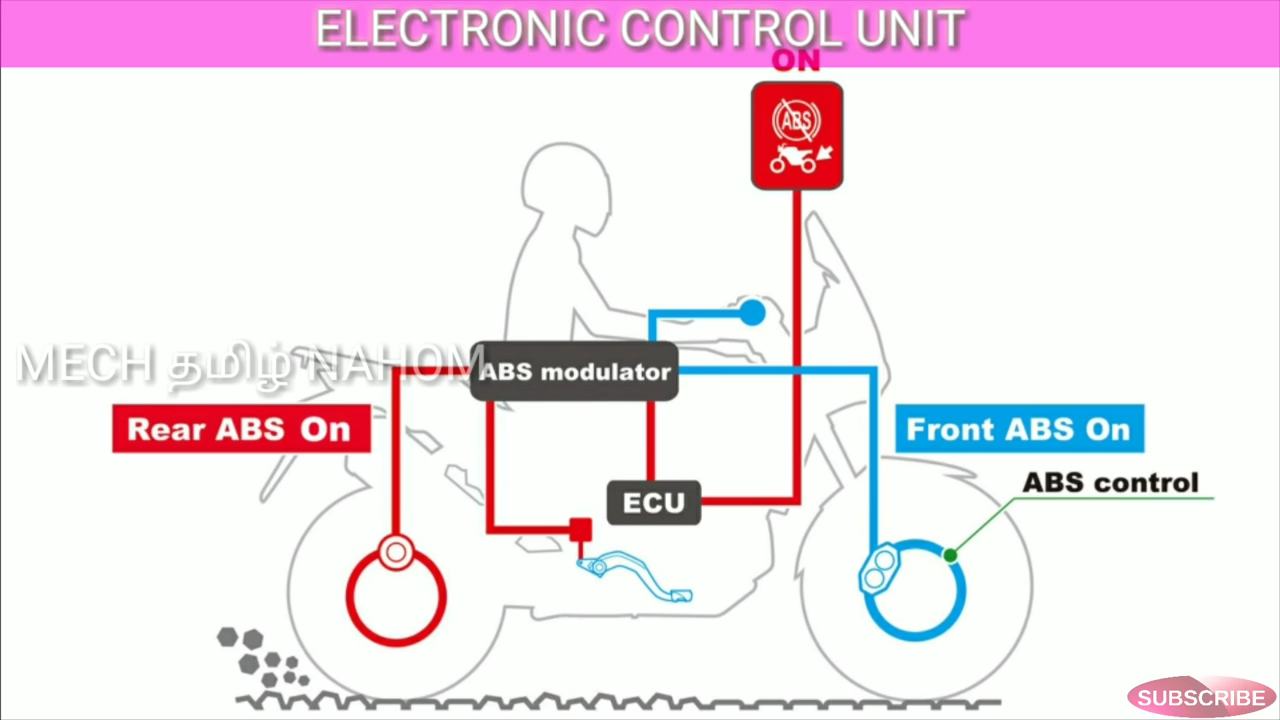 ELECTRONIC CONTROL UNIT
ON
ABS
MECH தமிழ் NAHOM
ABS modulator
Rear ABS On
Front ABS On
ABS control
ECU
SUBSCRIBE